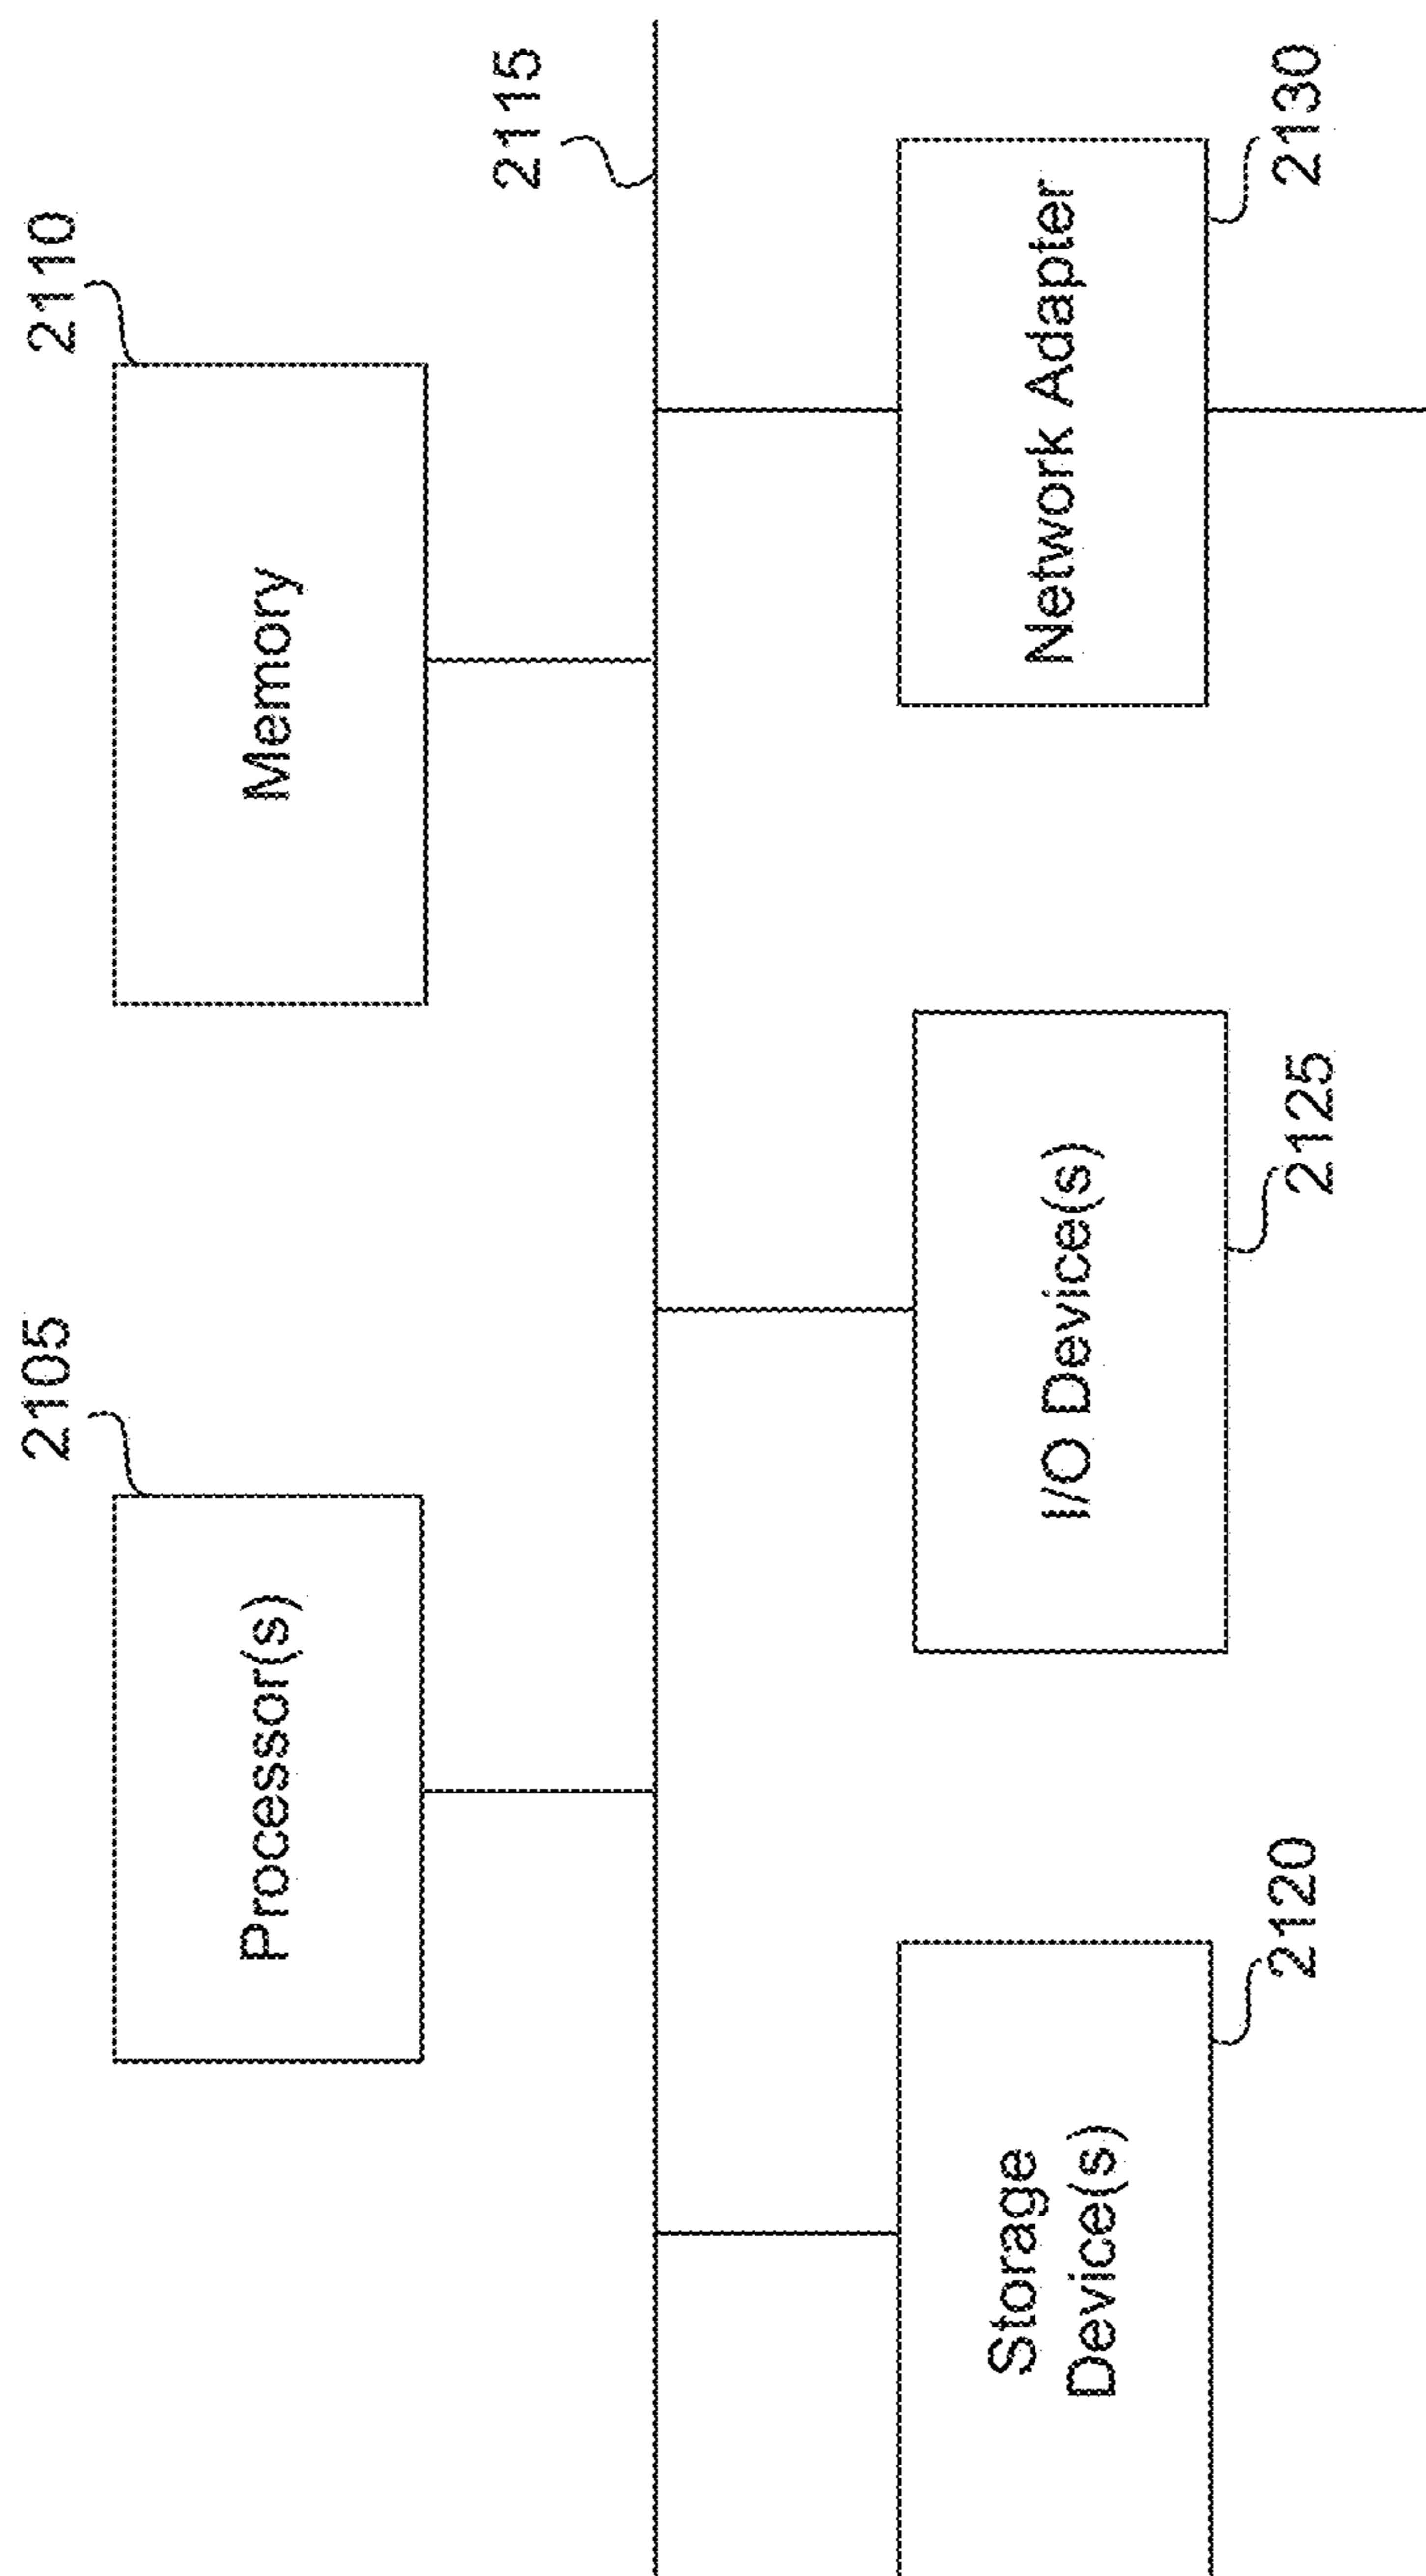 2105
Processor(s)
2110
Memory
2115
Storage
Device(s)
2120
I/O Device(s)
2125
Network Adapter
2130